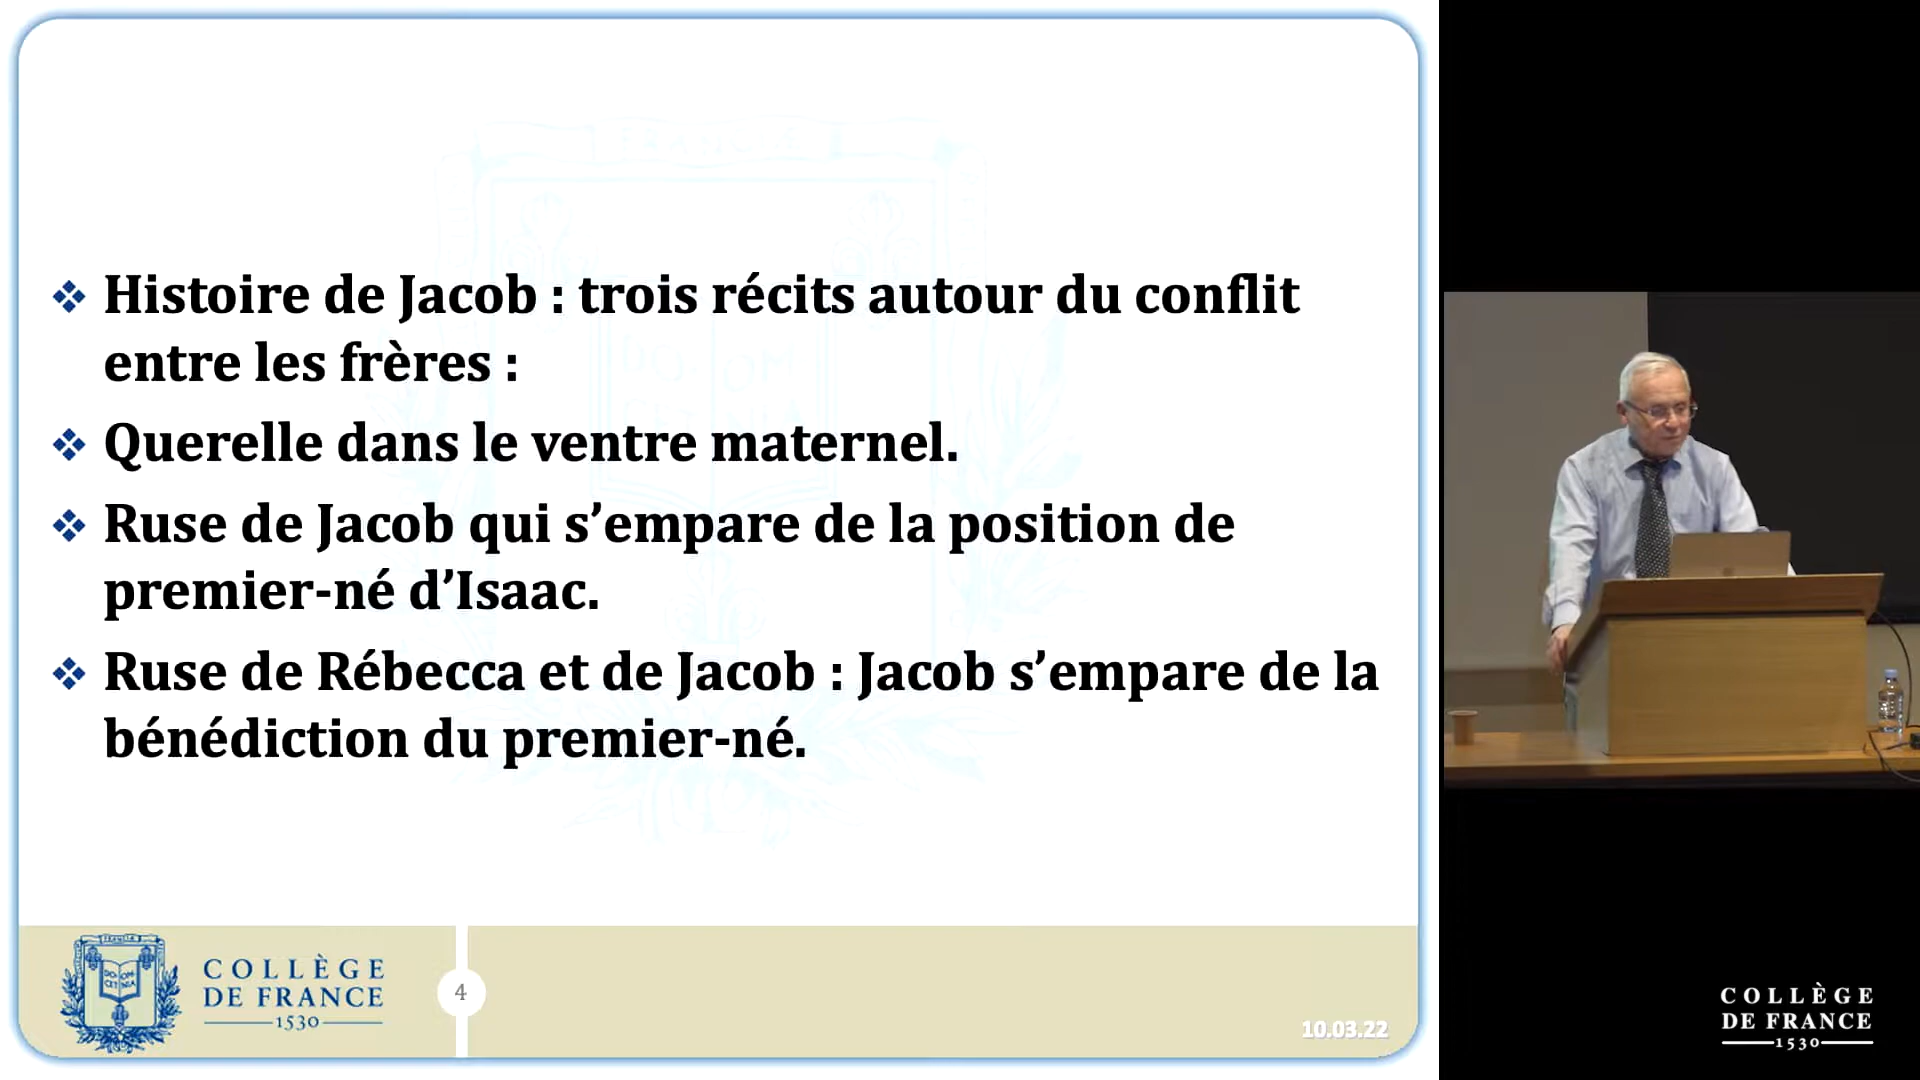 Histoire de Jacob : trois récits autour du conflit
entre les frères :
Querelle dans le ventre maternel.
Ruse de Jacob qui s’empare de la position de
premier-né d’Isaac.
Ruse de Rébecca et de Jacob : Jacob s’empare de la
bénédiction du premier-né.
COLLÈGE
DE FRANCE
1530
4
10.03.22
COLLÈGE
DE FRANCE
1530